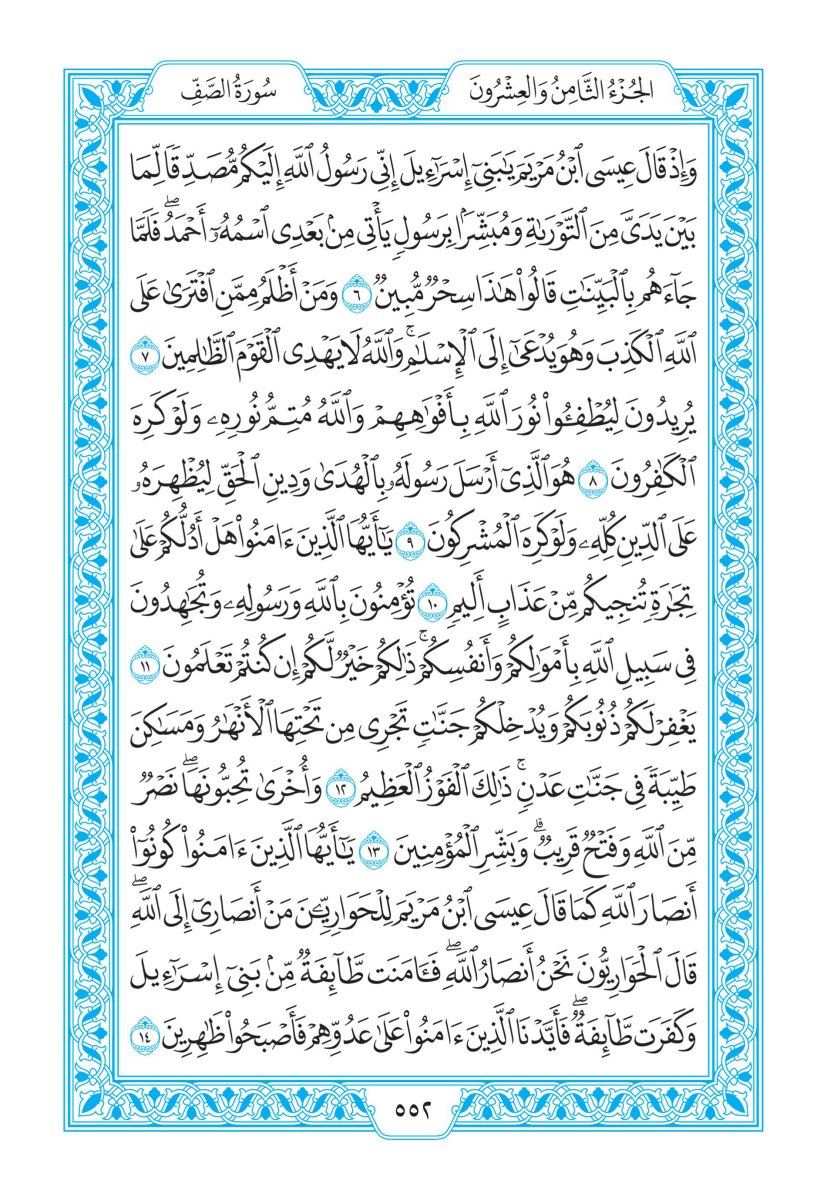 الجُزْءُ الثَّامِنُ وَالعِشْرُونَ
سُورَةُ الصَّفِّ
وَإِذْ قَالَ عِيسَى ٱبْنُ مَرْيَمَ يَٰبَنِىٓ إِسْرَٰٓءِيلَ إِنِّى رَسُولُ ٱللَّهِ إِلَيْكُم مُّصَدِّقًا لِّمَا
بَيْنَ يَدَىَّ مِنَ ٱلتَّوْرَىٰةِ وَمُبَشِّرًۢا بِرَسُولٍ يَأْتِى مِنۢ بَعْدِى ٱسْمُهُۥٓ أَحْمَدُ ۖ فَلَمَّا
جَآءَهُم بِٱلْبَيِّنَٰتِ قَالُوا۟ هَٰذَا سِحْرٌ مُّبِينٌ ٦ وَمَنْ أَظْلَمُ مِمَّنِ ٱفْتَرَىٰ عَلَى
ٱللَّهِ ٱلْكَذِبَ وَهُوَ يُدْعَىٰٓ إِلَى ٱلْإِسْلَٰمِ ۚ وَٱللَّهُ لَا يَهْدِى ٱلْقَوْمَ ٱلظَّٰلِمِينَ ٧
يُرِيدُونَ لِيُطْفِـُٔوا۟ نُورَ ٱللَّهِ بِأَفْوَٰهِهِمْ وَٱللَّهُ مُتِمُّ نُورِهِۦ وَلَوْ كَرِهَ
ٱلْكَٰفِرُونَ ٨ هُوَ ٱلَّذِىٓ أَرْسَلَ رَسُولَهُۥ بِٱلْهُدَىٰ وَدِينِ ٱلْحَقِّ لِيُظْهِرَهُۥ
عَلَى ٱلدِّينِ كُلِّهِۦ وَلَوْ كَرِهَ ٱلْمُشْرِكُونَ ٩ يَٰٓأَيُّهَا ٱلَّذِينَ ءَامَنُوا۟ هَلْ أَدُلُّكُمْ عَلَىٰ
تِجَٰرَةٍ تُنجِيكُم مِّنْ عَذَابٍ أَلِيمٍ ١٠ تُؤْمِنُونَ بِٱللَّهِ وَرَسُولِهِۦ وَتُجَٰهِدُونَ
فِى سَبِيلِ ٱللَّهِ بِأَمْوَٰلِكُمْ وَأَنفُسِكُمْ ۚ ذَٰلِكُمْ خَيْرٌ لَّكُمْ إِن كُنتُمْ تَعْلَمُونَ ١١
يَغْفِرْ لَكُمْ ذُنُوبَكُمْ وَيُدْخِلْكُمْ جَنَّٰتٍ تَجْرِى مِن تَحْتِهَا ٱلْأَنْهَٰرُ وَمَسَٰكِنَ
طَيِّبَةً فِى جَنَّٰتِ عَدْنٍ ۚ ذَٰلِكَ ٱلْفَوْزُ ٱلْعَظِيمُ ١٢ وَأُخْرَىٰ تُحِبُّونَهَا ۖ نَصْرٌ
مِّنَ ٱللَّهِ وَفَتْحٌ قَرِيبٌ ۗ وَبَشِّرِ ٱلْمُؤْمِنِينَ ١٣ يَٰٓأَيُّهَا ٱلَّذِينَ ءَامَنُوا۟ كُونُوٓا۟
أَنصَارَ ٱللَّهِ كَمَا قَالَ عِيسَى ٱبْنُ مَرْيَمَ لِلْحَوَارِيِّۦنَ مَنْ أَنصَارِىٓ إِلَى ٱللَّهِ ۖ
قَالَ ٱلْحَوَارِيُّونَ نَحْنُ أَنصَارُ ٱللَّهِ ۖ فَـَٔامَنَت طَّآئِفَةٌ مِّنۢ بَنِىٓ إِسْرَٰٓءِيلَ
وَكَفَرَت طَّآئِفَةٌ ۖ فَأَيَّدْنَا ٱلَّذِينَ ءَامَنُوا۟ عَلَىٰ عَدُوِّهِمْ فَأَصْبَحُوا۟ ظَٰهِرِينَ ١٤
٥٥٢